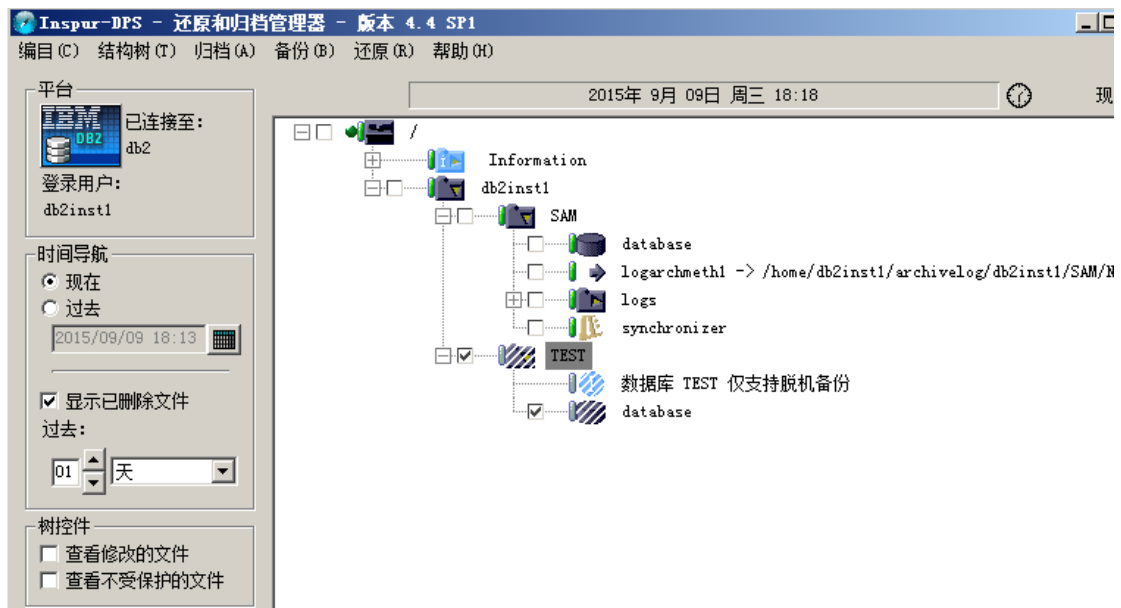 Inspur-DPS - 还原和归档管理器 - 版本 4.4 SP1
编目(C) 结构树(T) 归档(A) 备份(B) 还原(R) 帮助(H)
平台
IBM
DB2
已连接至:
db2
登录用户:
db2inst1
时间导航
现在
过去
2015/09/09 18:13
显示已删除文件
过去:
01 天
树控件
查看修改的文件
查看不受保护的文件
2015年 9月 09日 周三 18:18
现
/
Information
db2inst1
SAM
database
logarchmeth1 -> /home/db2inst1/archivelog/db2inst1/SAM/N
logs
synchronizer
TEST
数据库 TEST 仅支持脱机备份
database